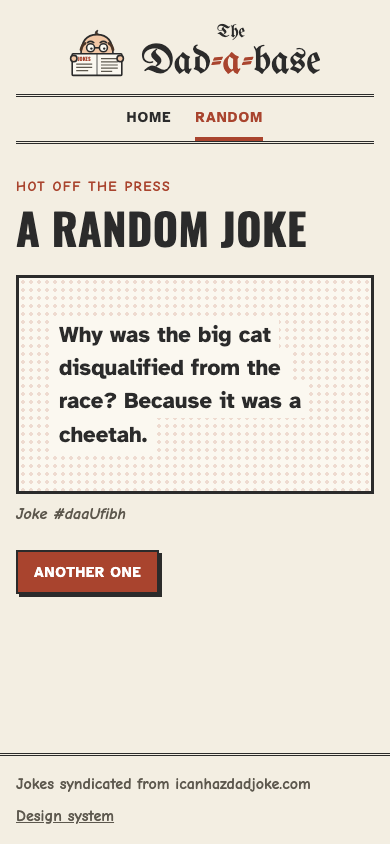 The
Dad-a-base
JOKES
HOME RANDOM
HOT OFF THE PRESS
A RANDOM JOKE
Why was the big cat
disqualified from the
race? Because it was a
cheetah.
Joke #daaUfibh
ANOTHER ONE
Jokes syndicated from icanhazdadjoke.com
Design system